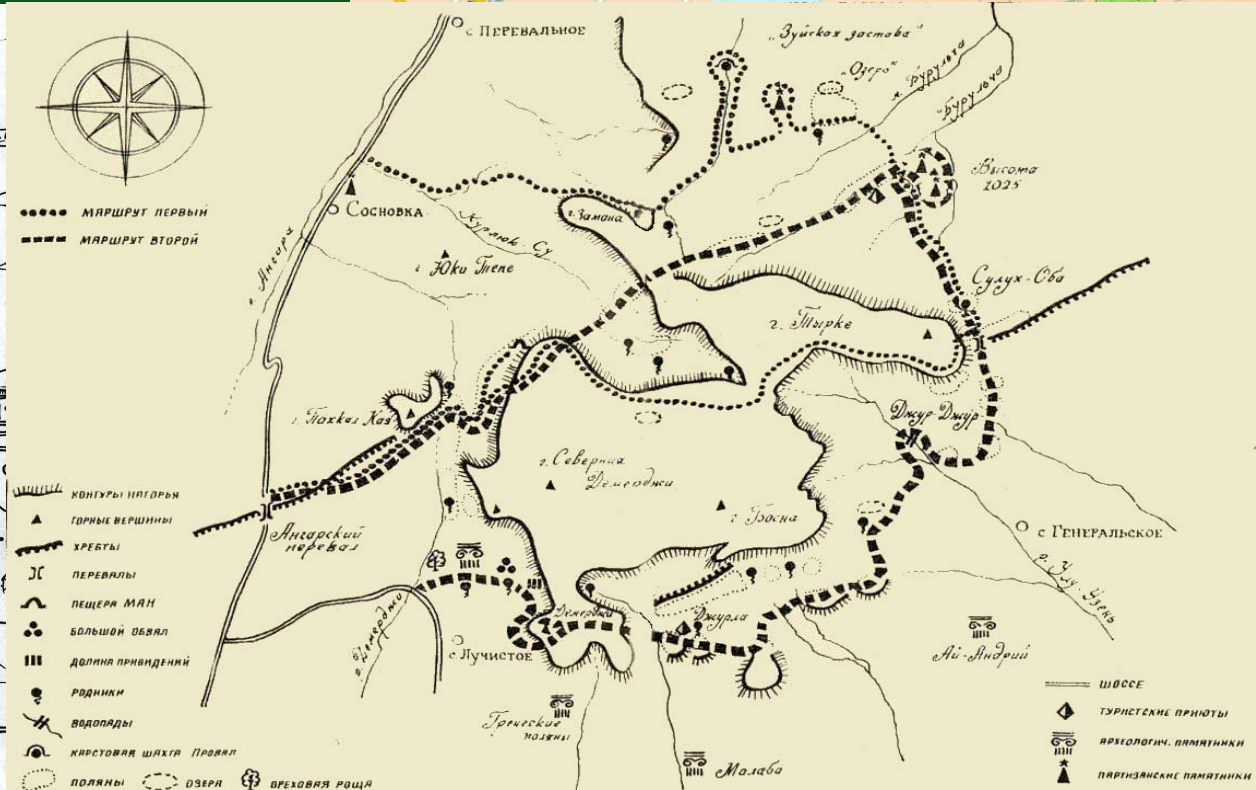 с ПЕРЕВАЛЬНОЕ
"Зуйская застава"
"Озеро"
м. Бурульча
"Бурульча
Высота
1025
СОСНОВКА
МАРШРУТ ПЕРВЫЙ
МАРШРУТ ВТОРОЙ
р. Ангара
Курлюк-Су
г. Замана
г Юки Тепе
Сулух-Оба
г. Тырке
г. Пахкал Кая
Джур-Джур
г. Северная
Демерджи
г Босна
Ангарский
перевал
с. ГЕНЕРАЛЬСКОЕ
р. Улу-Узень
р. Демерджи
Демерджи
Джурла
с. Лучистое
Ай-Андрий
Греческие
поляны
Малаба
КОНТУРЫ НАГОРЬЯ
ГОРНЫЕ ВЕРШИНЫ
ХРЕБТЫ
ПЕРЕВАЛЫ
ПЕЩЕРА МАН
БОЛЬШОЙ ОБВАЛ
ДОЛИНА ПРИВИДЕНИЙ
РОДНИКИ
ВОДОПАДЫ
КАРСТОВАЯ ШАХТА ПРОВАЛ
ПОЛЯНЫ ОЗЕРА ОРЕХОВАЯ РОЩА
ШОССЕ
ТУРИСТСКИЕ ПРИЮТЫ
АРХЕОЛОГИЧ. ПАМЯТНИКИ
ПАРТИЗАНСКИЕ ПАМЯТНИКИ